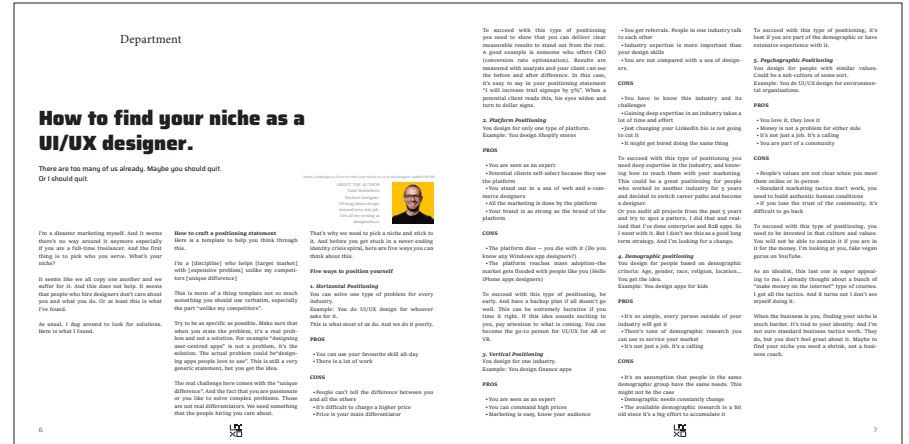 Department
How to find your niche as a
UI/UX designer.
There are too many of us already. Maybe you should quit.
Or I should quit.
ABOUT THE AUTHOR
Product Designer.
Writing about design
beyond your day job.
Get all my writing at
I'm a disaster marketing myself. And it seems
there's no way around it anymore especially
if you are a full-time freelancer. And the first
thing is to pick who you serve. What's your
niche?
It seems like we all copy one another and we
suffer for it. And this does not help. It seems
that people who hire designers don't care about
you and what you do. Or at least this is what
I've found.
As usual, I dug around to look for solutions.
Here is what I found.
How to craft a positioning statement
Here is a template to help you think through
this.
I'm a [discipline] who helps [target market]
with [expensive problem] unlike my competi-
tors [unique difference]
This is more of a thing template not so much
something you should use verbatim, especially
the part "unlike my competitors".
Try to be as specific as possible. Make sure that
when you state the problem, it's a real prob-
lem and not a solution. For example "designing
user-centred apps" is not a problem, it's the
solution. The actual problem could be"design-
ing apps people love to use". This is still a very
generic statement, but you get the idea.
The real challenge here comes with the "unique
difference". And the fact that you are passionate
or you like to solve complex problems. Those
are not real differentiators. We need something
that the people hiring you care about.
That's why we need to pick a niche and stick to
it. And before you get stuck in a never-ending
identity crisis spiral, here are five ways you can
think about this.
Five ways to position yourself
1. Horizontal Positioning
You can solve one type of problem for every
industry.
Example: You do UI/UX design for whoever
asks for it.
This is what most of us do. And we do it poorly.
PROS
• You can use your favourite skill all-day
• There is a lot of work
CONS
• People can't tell the difference between you
and all the others
• It's difficult to charge a higher price
• Price is your main differentiator
6
UX
XD
To succeed with this type of positioning
you need to show that you can deliver clear
measurable results to stand out from the rest.
A good example is someone who offers CRO
(conversion rate optimisation). Results are
measured with analysis and your client can see
the before and after difference. In this case,
it's easy to say in your positioning statement
"I will increase trail signups by 5%". When a
potential client reads this, his eyes widen and
turn to dollar signs.
2. Platform Positioning
You design for only one type of platform.
Example: You design Shopify stores
PROS
• You are seen as an expert
• Potential clients self-select because they use
the platform
• You stand out in a sea of web and e-com-
merce designers
• All the marketing is done by the platform
• Your brand is as strong as the brand of the
platform
CONS
• The platform dies – you die with it (Do you
know any Windows app designers?)
• The platform reaches mass adoption–the
market gets flooded with people like you (Hello
iPhone apps designers)
To succeed with this type of positioning, be
early. And have a backup plan if all doesn't go
well. This can be extremely lucrative if you
time it right. If this idea sounds exciting to
you, pay attention to what is coming. You can
become the go-to person for UI/UX for AR or
VR.
3. Vertical Positioning
You design for one industry.
Example: You design finance apps
PROS
• You are seen as an expert
• You can command high prices
• Marketing is easy, know your audience
• You get referrals. People in one industry talk
to each other
• Industry expertise is more important than
your design skills
• You are not compared with a sea of design-
ers.
CONS
• You have to know this industry and its
challenges
• Gaining deep expertise in an industry takes a
lot of time and effort
• Just changing your LinkedIn bio is not going
to cut it
• It might get bored doing the same thing
To succeed with this type of positioning you
need deep expertise in the industry, and know-
ing how to reach them with your marketing.
This could be a great positioning for people
who worked in another industry for 5 years
and decided to switch career paths and become
a designer.
Or you audit all projects from the past 5 years
and try to spot a pattern. I did that and real-
ised that I've done enterprise and B2B apps. So
I went with it. But I don't see this as a good long
term strategy. And I'm looking for a change.
4. Demographic positioning
You design for people based on demographic
criteria: Age, gender, race, religion, location...
You get the idea.
Example: You design apps for kids
PROS
• It's so simple, every person outside of your
industry will get it
• There's tons of demographic research you
can use to service your market
• It's not just a job. It's a calling
CONS
• It's an assumption that people in the same
demographic group have the same needs. This
might not be the case
• Demographic needs constantly change
• The available demographic research is a bit
old since it's a big effort to accumulate it
To succeed with this type of positioning, it's
best if you are part of the demographic or have
extensive experience with it.
5. Psychographic Positioning
You design for people with similar values.
Could be a sub-culture of some sort.
Example: You do UI/UX design for environmen-
tal organisations.
PROS
• You love it, they love it
• Money is not a problem for either side
• It's not just a job. It's a calling
• You are part of a community
CONS
• People's values are not clear when you meet
them online or in-person
• Standard marketing tactics don't work, you
need to build authentic human conditions
• If you lose the trust of the community, it's
difficult to go back
To succeed with this type of positioning, you
need to be invested in that culture and values.
You will not be able to sustain it if you are in
it for the money. I'm looking at you, fake vegan
gurus on YouTube.
As an idealist, this last one is super appeal-
ing to me. I already thought about a bunch of
"make money on the internet" type of courses.
I got all the tactics. And it turns out I don't see
myself doing it.
When the business is you, finding your niche is
much harder. It's tied to your identity. And I'm
not sure standard business tactics work. They
do, but you don't feel great about it. Maybe to
find your niche you need a shrink, not a busi-
ness coach.
UX
XD
7